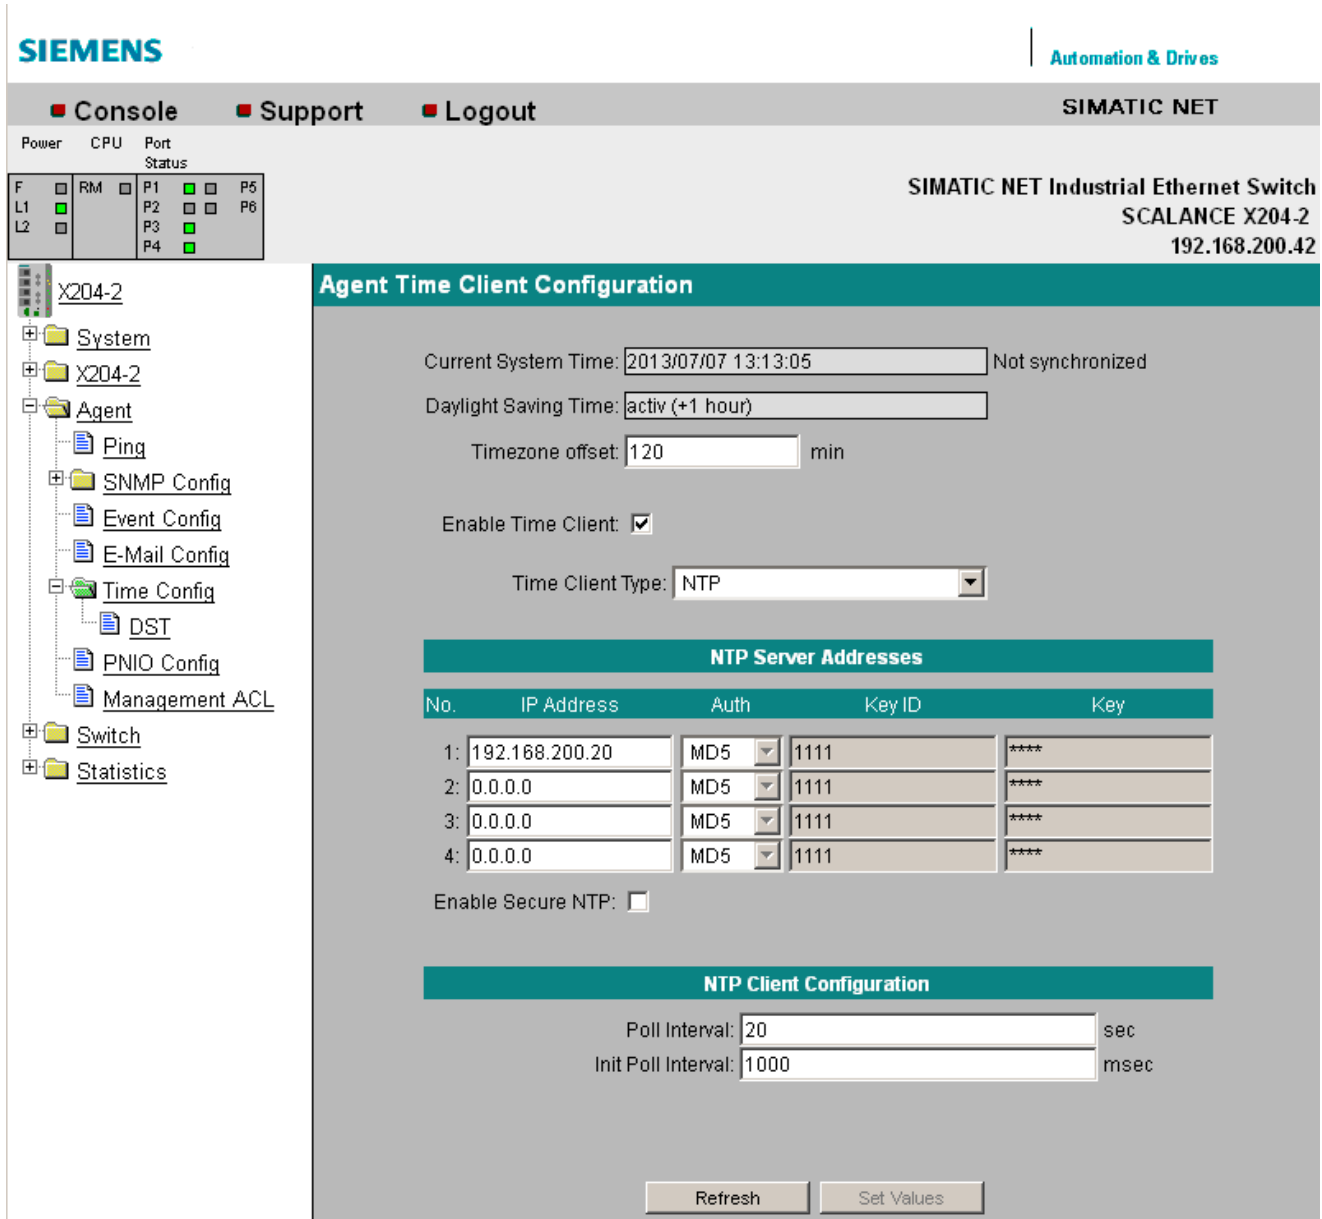 SIEMENS
Automation & Drives
Console Support Logout SIMATIC NET
Power CPU Port Status
F RM P1 P5
L1 P2 P6
L2 P3
P4
SIMATIC NET Industrial Ethernet Switch
SCALANCE X204-2
192.168.200.42
X204-2
System
X204-2
Agent
Ping
SNMP Config
Event Config
E-Mail Config
Time Config
DST
PNIO Config
Management ACL
Switch
Statistics
Agent Time Client Configuration
Current System Time: 2013/07/07 13:13:05 Not synchronized
Daylight Saving Time: activ (+1 hour)
Timezone offset: 120 min
Enable Time Client:
Time Client Type: NTP
NTP Server Addresses
No. IP Address Auth Key ID Key
1: 192.168.200.20 MD5 1111 ****
2: 0.0.0.0 MD5 1111 ****
3: 0.0.0.0 MD5 1111 ****
4: 0.0.0.0 MD5 1111 ****
Enable Secure NTP:
NTP Client Configuration
Poll Interval: 20 sec
Init Poll Interval: 1000 msec
Refresh Set Values